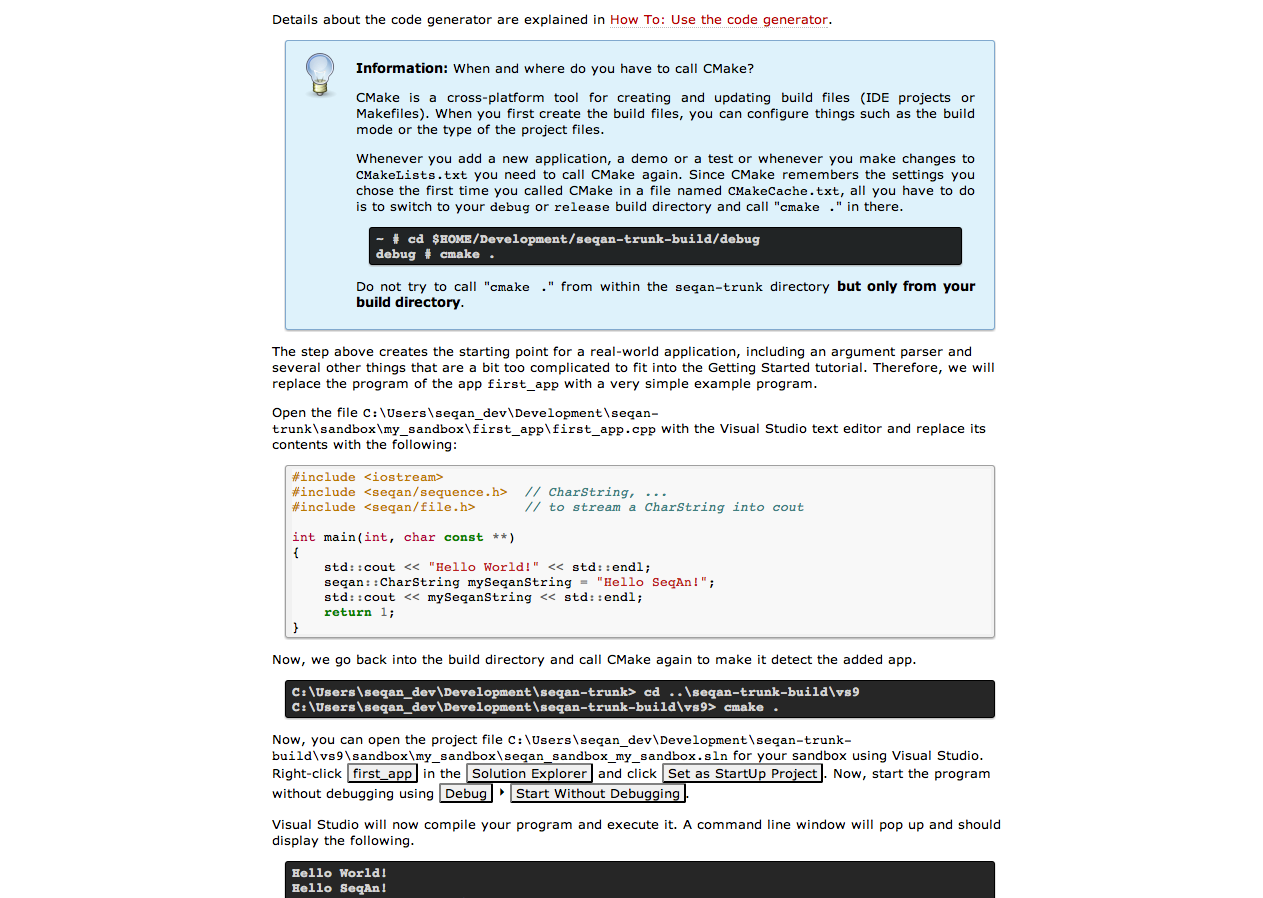 Details about the code generator are explained in How To: Use the code generator.
Information: When and where do you have to call CMake?
CMake is a cross-platform tool for creating and updating build files (IDE projects or
Makefiles). When you first create the build files, you can configure things such as the build
mode or the type of the project files.
Whenever you add a new application, a demo or a test or whenever you make changes to
CMakeLists.txt you need to call CMake again. Since CMake remembers the settings you
chose the first time you called CMake in a file named CMakeCache.txt, all you have to do
is to switch to your debug or release build directory and call "cmake ." in there.
~ # cd $HOME/Development/seqan-trunk-build/debug
debug # cmake .
Do not try to call "cmake ." from within the seqan-trunk directory but only from your
build directory.
The step above creates the starting point for a real-world application, including an argument parser and
several other things that are a bit too complicated to fit into the Getting Started tutorial. Therefore, we will
replace the program of the app first_app with a very simple example program.
Open the file C:\Users\seqan_dev\Development\seqan-
trunk\sandbox\my_sandbox\first_app\first_app.cpp with the Visual Studio text editor and replace its
contents with the following:
#include <iostream>
#include <seqan/sequence.h>  // CharString, ...
#include <seqan/file.h>      // to stream a CharString into cout
int main(int, char const **)
{
    std::cout << "Hello World!" << std::endl;
    seqan::CharString mySeqanString = "Hello SeqAn!";
    std::cout << mySeqanString << std::endl;
    return 1;
}
Now, we go back into the build directory and call CMake again to make it detect the added app.
C:\Users\seqan_dev\Development\seqan-trunk> cd ..\seqan-trunk-build\vs9
C:\Users\seqan_dev\Development\seqan-trunk-build\vs9> cmake .
Now, you can open the project file C:\Users\seqan_dev\Development\seqan-trunk-
build\vs9\sandbox\my_sandbox\seqan_sandbox_my_sandbox.sln for your sandbox using Visual Studio.
Right-click first_app in the Solution Explorer and click Set as StartUp Project. Now, start the program
without debugging using Debug ‣ Start Without Debugging.
Visual Studio will now compile your program and execute it. A command line window will pop up and should
display the following.
Hello World!
Hello SeqAn!